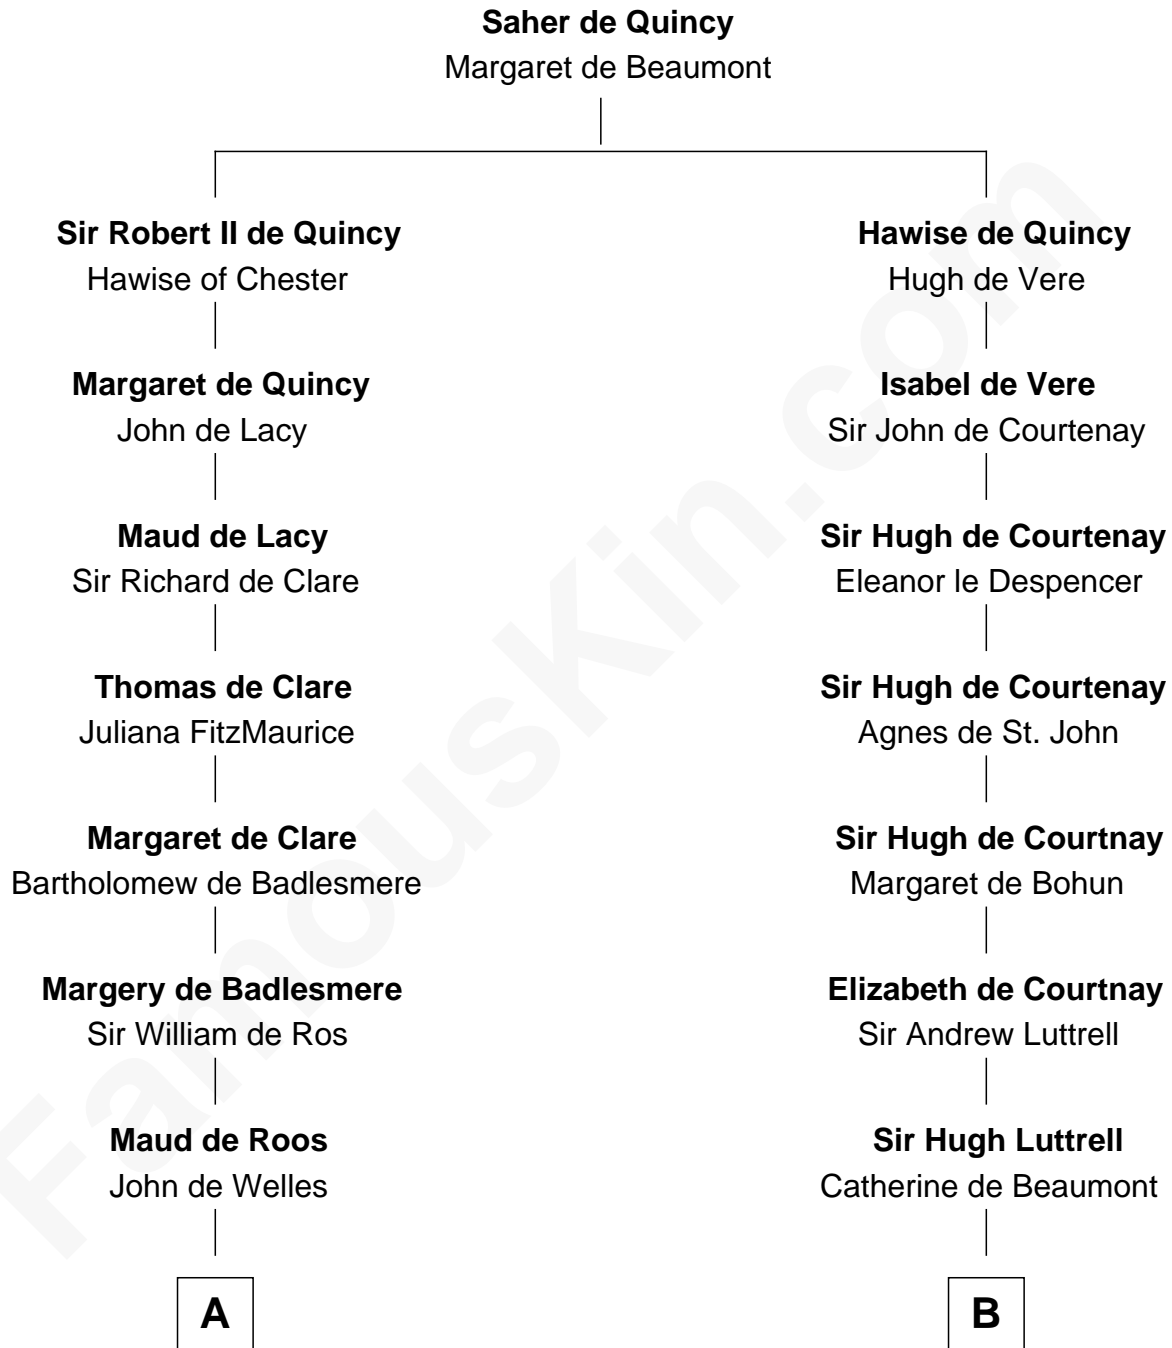 Saher de Quincy
Margaret de Beaumont
Sir Robert II de Quincy
Hawise of Chester
Hawise de Quincy
Hugh de Vere
Margaret de Quincy
John de Lacy
Isabel de Vere
Sir John de Courtenay
Maud de Lacy
Sir Richard de Clare
Sir Hugh de Courtenay
Eleanor le Despencer
Thomas de Clare
Juliana FitzMaurice
Sir Hugh de Courtenay
Agnes de St. John
Margaret de Clare
Bartholomew de Badlesmere
Sir Hugh de Courtnay
Margaret de Bohun
Margery de Badlesmere
Sir William de Ros
Elizabeth de Courtnay
Sir Andrew Luttrell
Maud de Roos
John de Welles
Sir Hugh Luttrell
Catherine de Beaumont
A
B
FamousKin.com